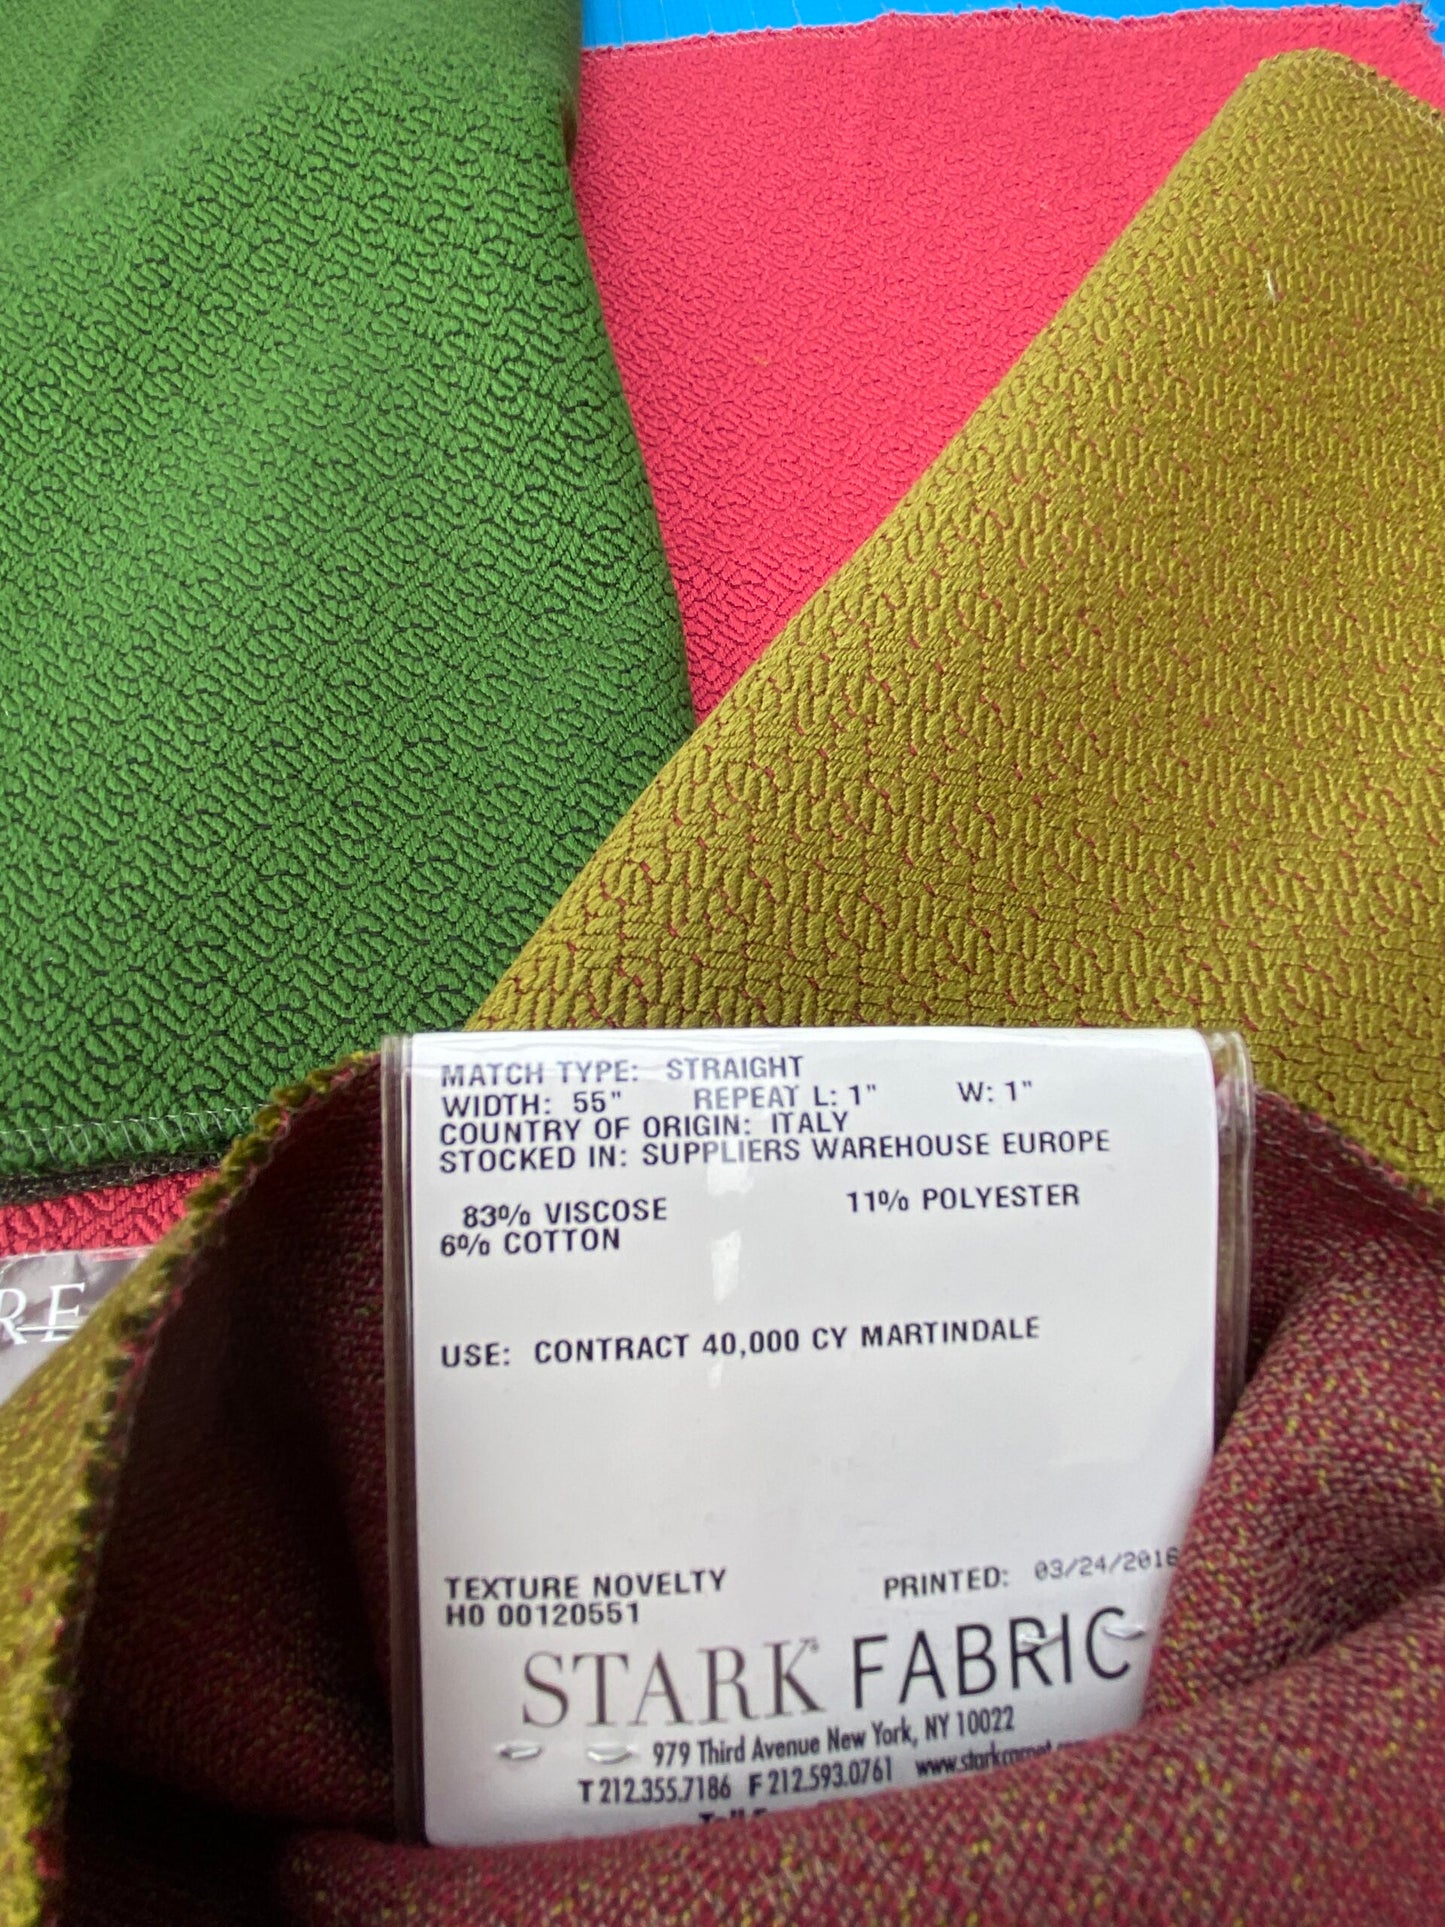 MATCH TYPE: STRAIGHT
WIDTH: 55" REPEAT L: 1" W: 1"
COUNTRY OF ORIGIN: ITALY
STOCKED IN: SUPPLIERS WAREHOUSE EUROPE
83% VISCOSE 11% POLYESTER
6% COTTON
RE
USE: CONTRACT 40,000 CY MARTINDALE
TEXTURE NOVELTY PRINTED: 03/24/2016
H0 00120551
STARK FABRIC
979 Third Avenue New York, NY 10022
T 212.355.7186 F 212.593.0761